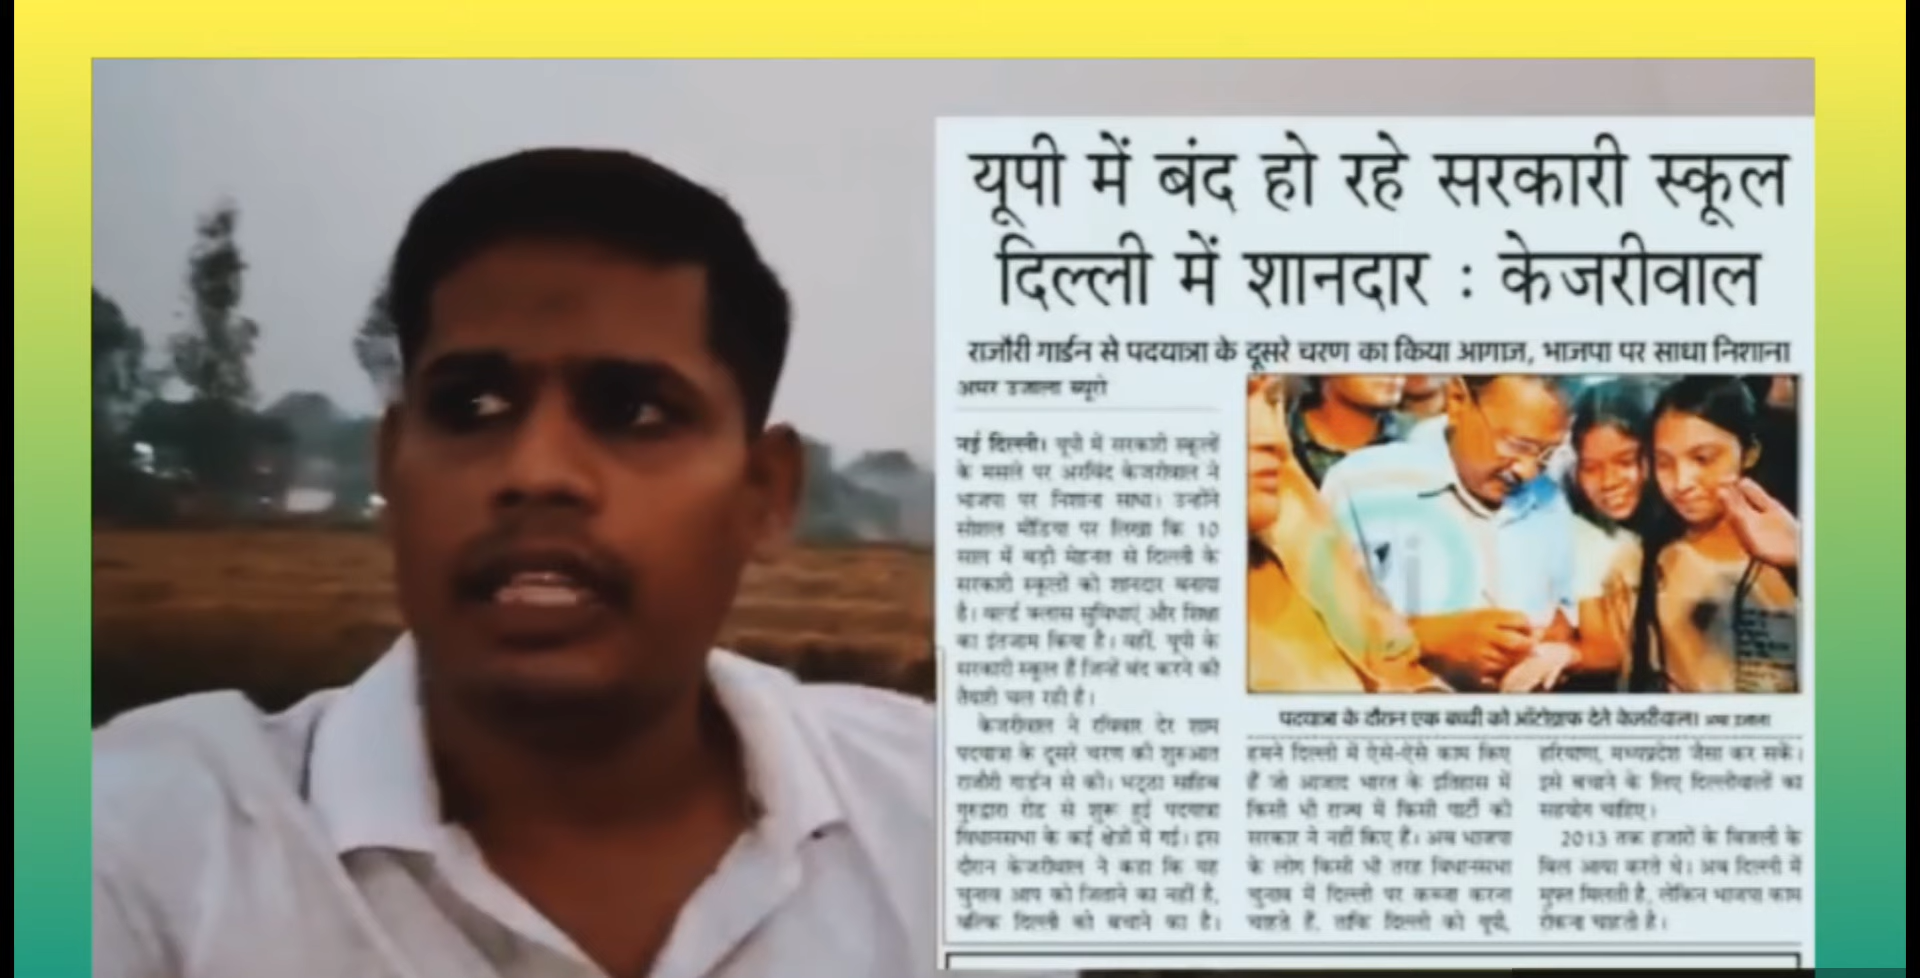 यूपी में बंद हो रहे सरकारी स्कूल
दिल्ली में शानदार : केजरीवाल
राजौरी गार्डन से पदयात्रा के दूसरे चरण का किया आगाज, भाजपा पर साधा निशाना
अमर उजाला ब्यूरो
नई दिल्ली। यूपी में सरकारी स्कूलों
के मसले पर अरविंद केजरीवाल ने
भाजपा पर निशाना साधा। उन्होंने
सोशल मीडिया पर लिखा कि 10
साल में बड़ी मेहनत से दिल्ली के
सरकारी स्कूलों को शानदार बनाया
है। वर्ल्ड क्लास सुविधाएं और शिक्षा
का इंतजाम किया है। वहीं, यूपी के
सरकारी स्कूल हैं जिन्हें बंद करने की
तैयारी चल रही है।
केजरीवाल ने रविवार देर शाम
पदयात्रा के दूसरे चरण की शुरुआत
राजौरी गार्डन से की। भट्ठा साहिब
गुरुद्वारा रोड से शुरू हुई पदयात्रा
विधानसभा के कई क्षेत्रों में गई। इस
दौरान केजरीवाल ने कहा कि यह
चुनाव आप को जिताने का नहीं है,
बल्कि दिल्ली को बचाने का है।
पदयात्रा के दौरान एक बच्ची को ऑटोग्राफ देते केजरीवाल। अमर उजाला
हमने दिल्ली में ऐसे-ऐसे काम किए
हैं जो आजाद भारत के इतिहास में
किसी भी राज्य में किसी पार्टी की
सरकार ने नहीं किए हैं। अब भाजपा
के लोग किसी भी तरह विधानसभा
चुनाव में दिल्ली पर कब्जा करना
चाहते हैं, ताकि दिल्ली को यूपी,
हरियाणा, मध्यप्रदेश जैसा कर सकें।
इसे बचाने के लिए दिल्लीवालों का
सहयोग चाहिए।
2013 तक हजारों के बिजली के
बिल आया करते थे। अब दिल्ली में
मुफ्त मिलती है, लेकिन भाजपा काम
रोकना चाहती है।